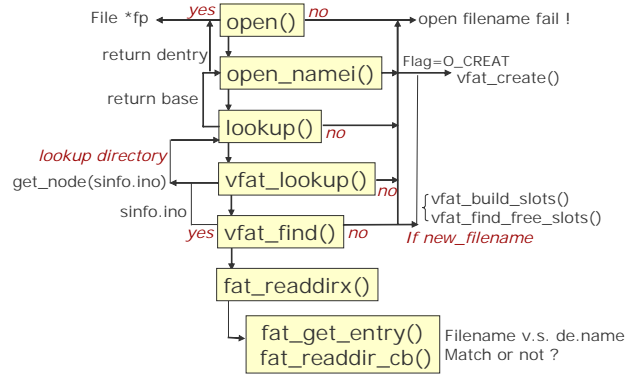 yes
no
File *fp
open()
open filename fail !
return dentry
Flag=O_CREAT
open_namei()
vfat_create()
return base
lookup()
no
lookup directory
get_node(sinfo.ino)
vfat_lookup()
no
sinfo.ino
vfat_build_slots()
vfat_find_free_slots()
yes
vfat_find()
no
If new_filename
fat_readdirx()
fat_get_entry()
fat_readdir_cb()
Filename v.s. de.name
Match or not ?